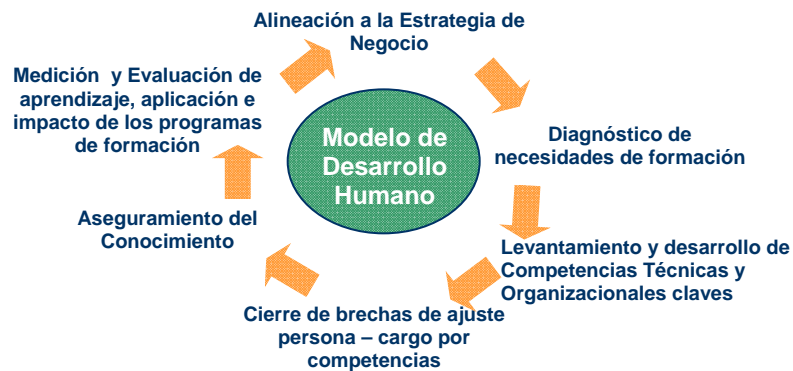 Alineación a la Estrategia de
Negocio
Medición y Evaluación de
aprendizaje, aplicación e
impacto de los programas
de formación
Modelo de
Desarrollo
Humano
Diagnóstico de
necesidades de formación
Aseguramiento del
Conocimiento
Levantamiento y desarrollo de
Competencias Técnicas y
Organizacionales claves
Cierre de brechas de ajuste
persona – cargo por
competencias